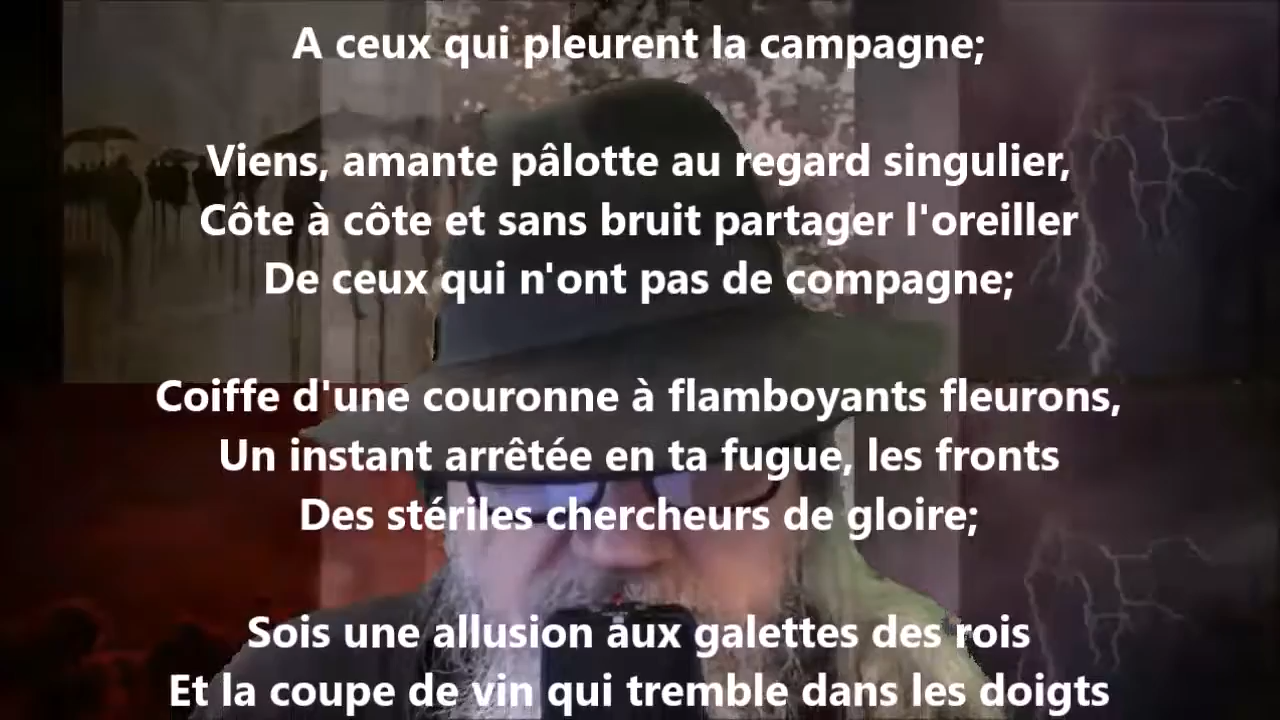 A ceux qui pleurent la campagne;
Viens, amante pâlotte au regard singulier,
Côte à côte et sans bruit partager l'oreiller
De ceux qui n'ont pas de compagne;
Coiffe d'une couronne à flamboyants fleurons,
Un instant arrêtée en ta fugue, les fronts
Des stériles chercheurs de gloire;
Sois une allusion aux galettes des rois
Et la coupe de vin qui tremble dans les doigts